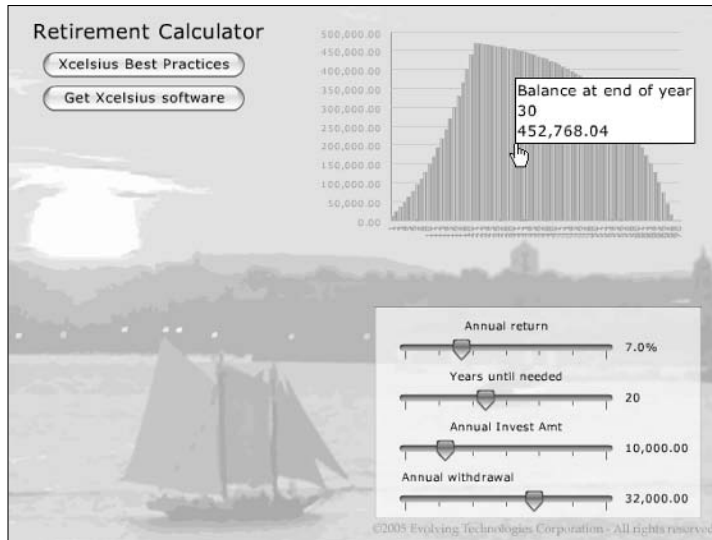 Retirement Calculator
Xcelsius Best Practices
Get Xcelsius software
500,000.00
450,000.00
400,000.00
350,000.00
300,000.00
250,000.00
200,000.00
150,000.00
100,000.00
50,000.00
0.00
Balance at end of year
30
452,768.04
Annual return
7.0%
Years until needed
20
Annual Invest Amt
10,000.00
Annual withdrawal
32,000.00
©2005 Evolving Technologies Corporation - All rights reserved